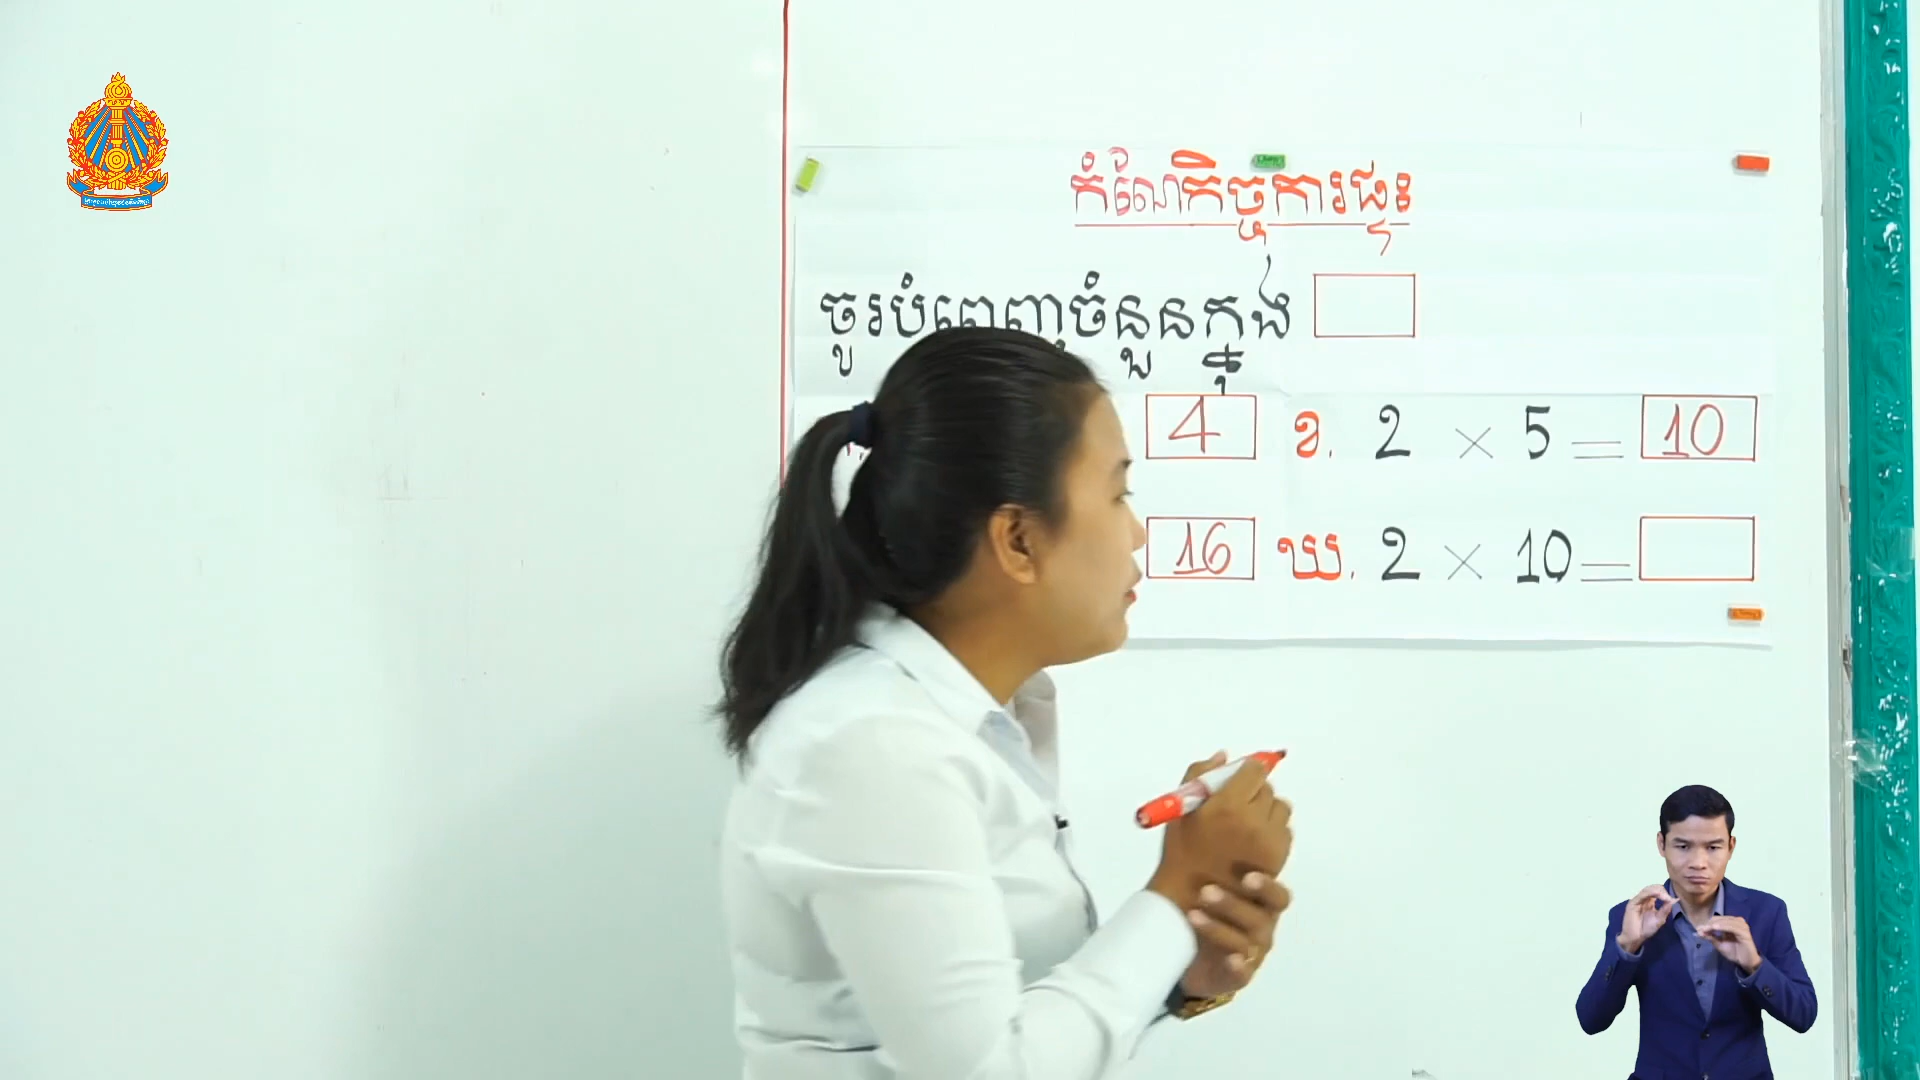 កំណែកិច្ចការផ្ទះ
ចូរបំពេញចំនួនក្នុង
4 ខ. 2 × 5 = 10
16 ឃ. 2 × 10 =